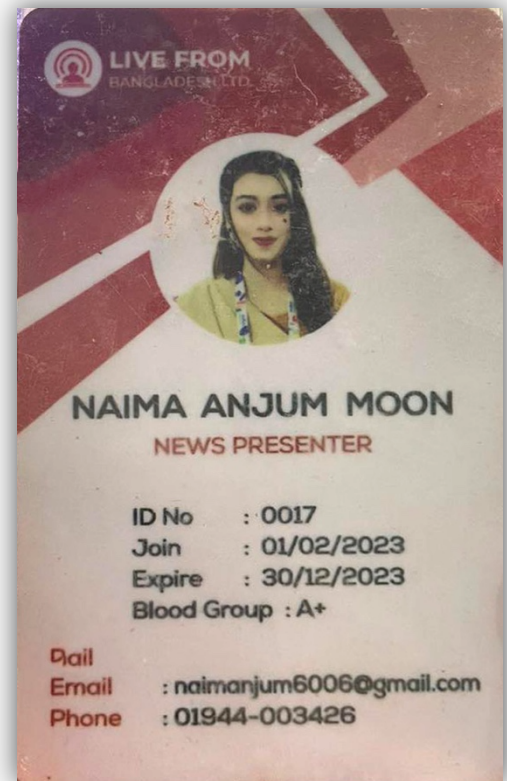 LIVE FROM
BANGLADESH LTD.
NAIMA ANJUM MOON
NEWS PRESENTER
ID No : 0017
Join : 01/02/2023
Expire : 30/12/2023
Blood Group : A+
Email : naimanjum6006@gmail.com
Phone : 01944-003426